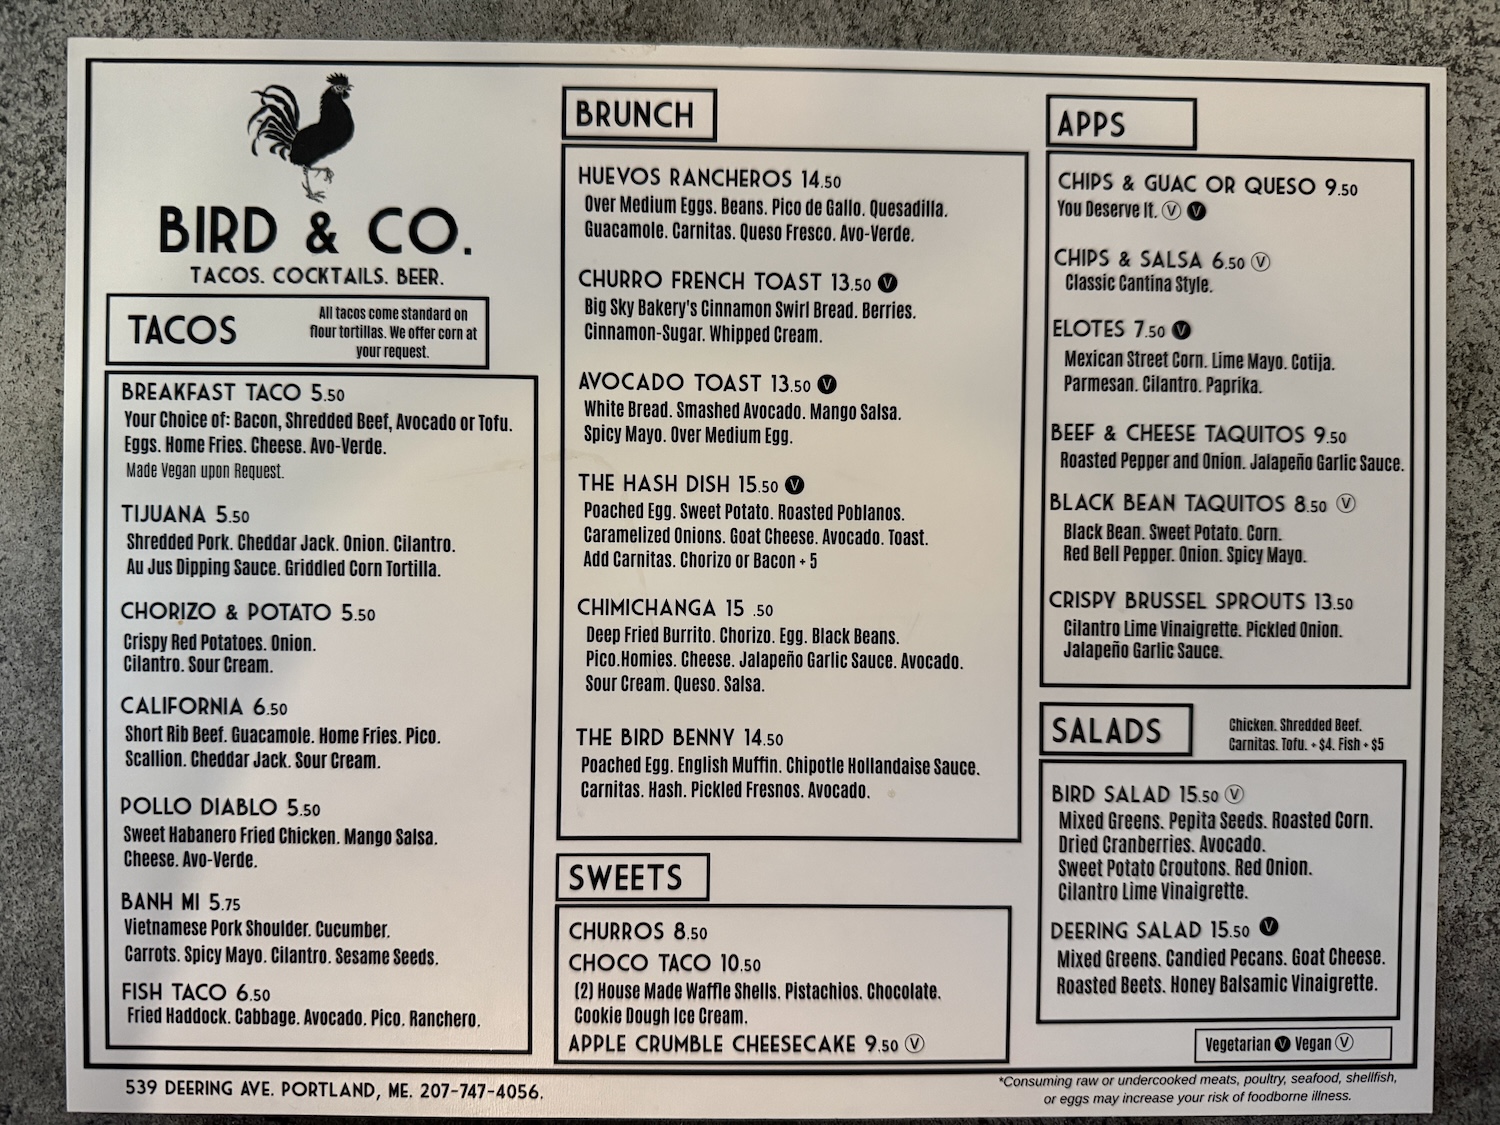 BIRD & CO.
TACOS. COCKTAILS. BEER.
TACOS
All tacos come standard on
flour tortillas. We offer corn at
your request.
BREAKFAST TACO 5.50
Your Choice of: Bacon, Shredded Beef, Avocado or Tofu.
Eggs. Home Fries. Cheese. Avo-Verde.
Made Vegan upon Request.
TIJUANA 5.50
Shredded Pork. Cheddar Jack. Onion. Cilantro.
Au Jus Dipping Sauce. Griddled Corn Tortilla.
CHORIZO & POTATO 5.50
Crispy Red Potatoes. Onion.
Cilantro. Sour Cream.
CALIFORNIA 6.50
Short Rib Beef. Guacamole. Home Fries. Pico.
Scallion. Cheddar Jack. Sour Cream.
POLLO DIABLO 5.50
Sweet Habanero Fried Chicken. Mango Salsa.
Cheese. Avo-Verde.
BANH MI 5.75
Vietnamese Pork Shoulder. Cucumber.
Carrots. Spicy Mayo. Cilantro. Sesame Seeds.
FISH TACO 6.50
Fried Haddock. Cabbage. Avocado. Pico. Ranchero.
BRUNCH
HUEVOS RANCHEROS 14.50
Over Medium Eggs. Beans. Pico de Gallo. Quesadilla.
Guacamole. Carnitas. Queso Fresco. Avo-Verde.
CHURRO FRENCH TOAST 13.50 V
Big Sky Bakery's Cinnamon Swirl Bread. Berries.
Cinnamon-Sugar. Whipped Cream.
AVOCADO TOAST 13.50 V
White Bread. Smashed Avocado. Mango Salsa.
Spicy Mayo. Over Medium Egg.
THE HASH DISH 15.50 V
Poached Egg. Sweet Potato. Roasted Poblanos.
Caramelized Onions. Goat Cheese. Avocado. Toast.
Add Carnitas. Chorizo or Bacon + 5
CHIMICHANGA 15 .50
Deep Fried Burrito. Chorizo. Egg. Black Beans.
Pico.Homies. Cheese. Jalapeño Garlic Sauce. Avocado.
Sour Cream. Queso. Salsa.
THE BIRD BENNY 14.50
Poached Egg. English Muffin. Chipotle Hollandaise Sauce.
Carnitas. Hash. Pickled Fresnos. Avocado.
SWEETS
CHURROS 8.50
CHOCO TACO 10.50
(2) House Made Waffle Shells. Pistachios. Chocolate.
Cookie Dough Ice Cream.
APPLE CRUMBLE CHEESECAKE 9.50 V
APPS
CHIPS & GUAC OR QUESO 9.50
You Deserve It. V V
CHIPS & SALSA 6.50 V
Classic Cantina Style.
ELOTES 7.50 V
Mexican Street Corn. Lime Mayo. Cotija.
Parmesan. Cilantro. Paprika.
BEEF & CHEESE TAQUITOS 9.50
Roasted Pepper and Onion. Jalapeño Garlic Sauce.
BLACK BEAN TAQUITOS 8.50 V
Black Bean. Sweet Potato. Corn.
Red Bell Pepper. Onion. Spicy Mayo.
CRISPY BRUSSEL SPROUTS 13.50
Cilantro Lime Vinaigrette. Pickled Onion.
Jalapeño Garlic Sauce.
SALADS
Chicken. Shredded Beef.
Carnitas. Tofu. + $4. Fish + $5
BIRD SALAD 15.50 V
Mixed Greens. Pepita Seeds. Roasted Corn.
Dried Cranberries. Avocado.
Sweet Potato Croutons. Red Onion.
Cilantro Lime Vinaigrette.
DEERING SALAD 15.50 V
Mixed Greens. Candied Pecans. Goat Cheese.
Roasted Beets. Honey Balsamic Vinaigrette.
Vegetarian V Vegan V
539 DEERING AVE. PORTLAND, ME. 207-747-4056.
*Consuming raw or undercooked meats, poultry, seafood, shellfish,
or eggs may increase your risk of foodborne illness.